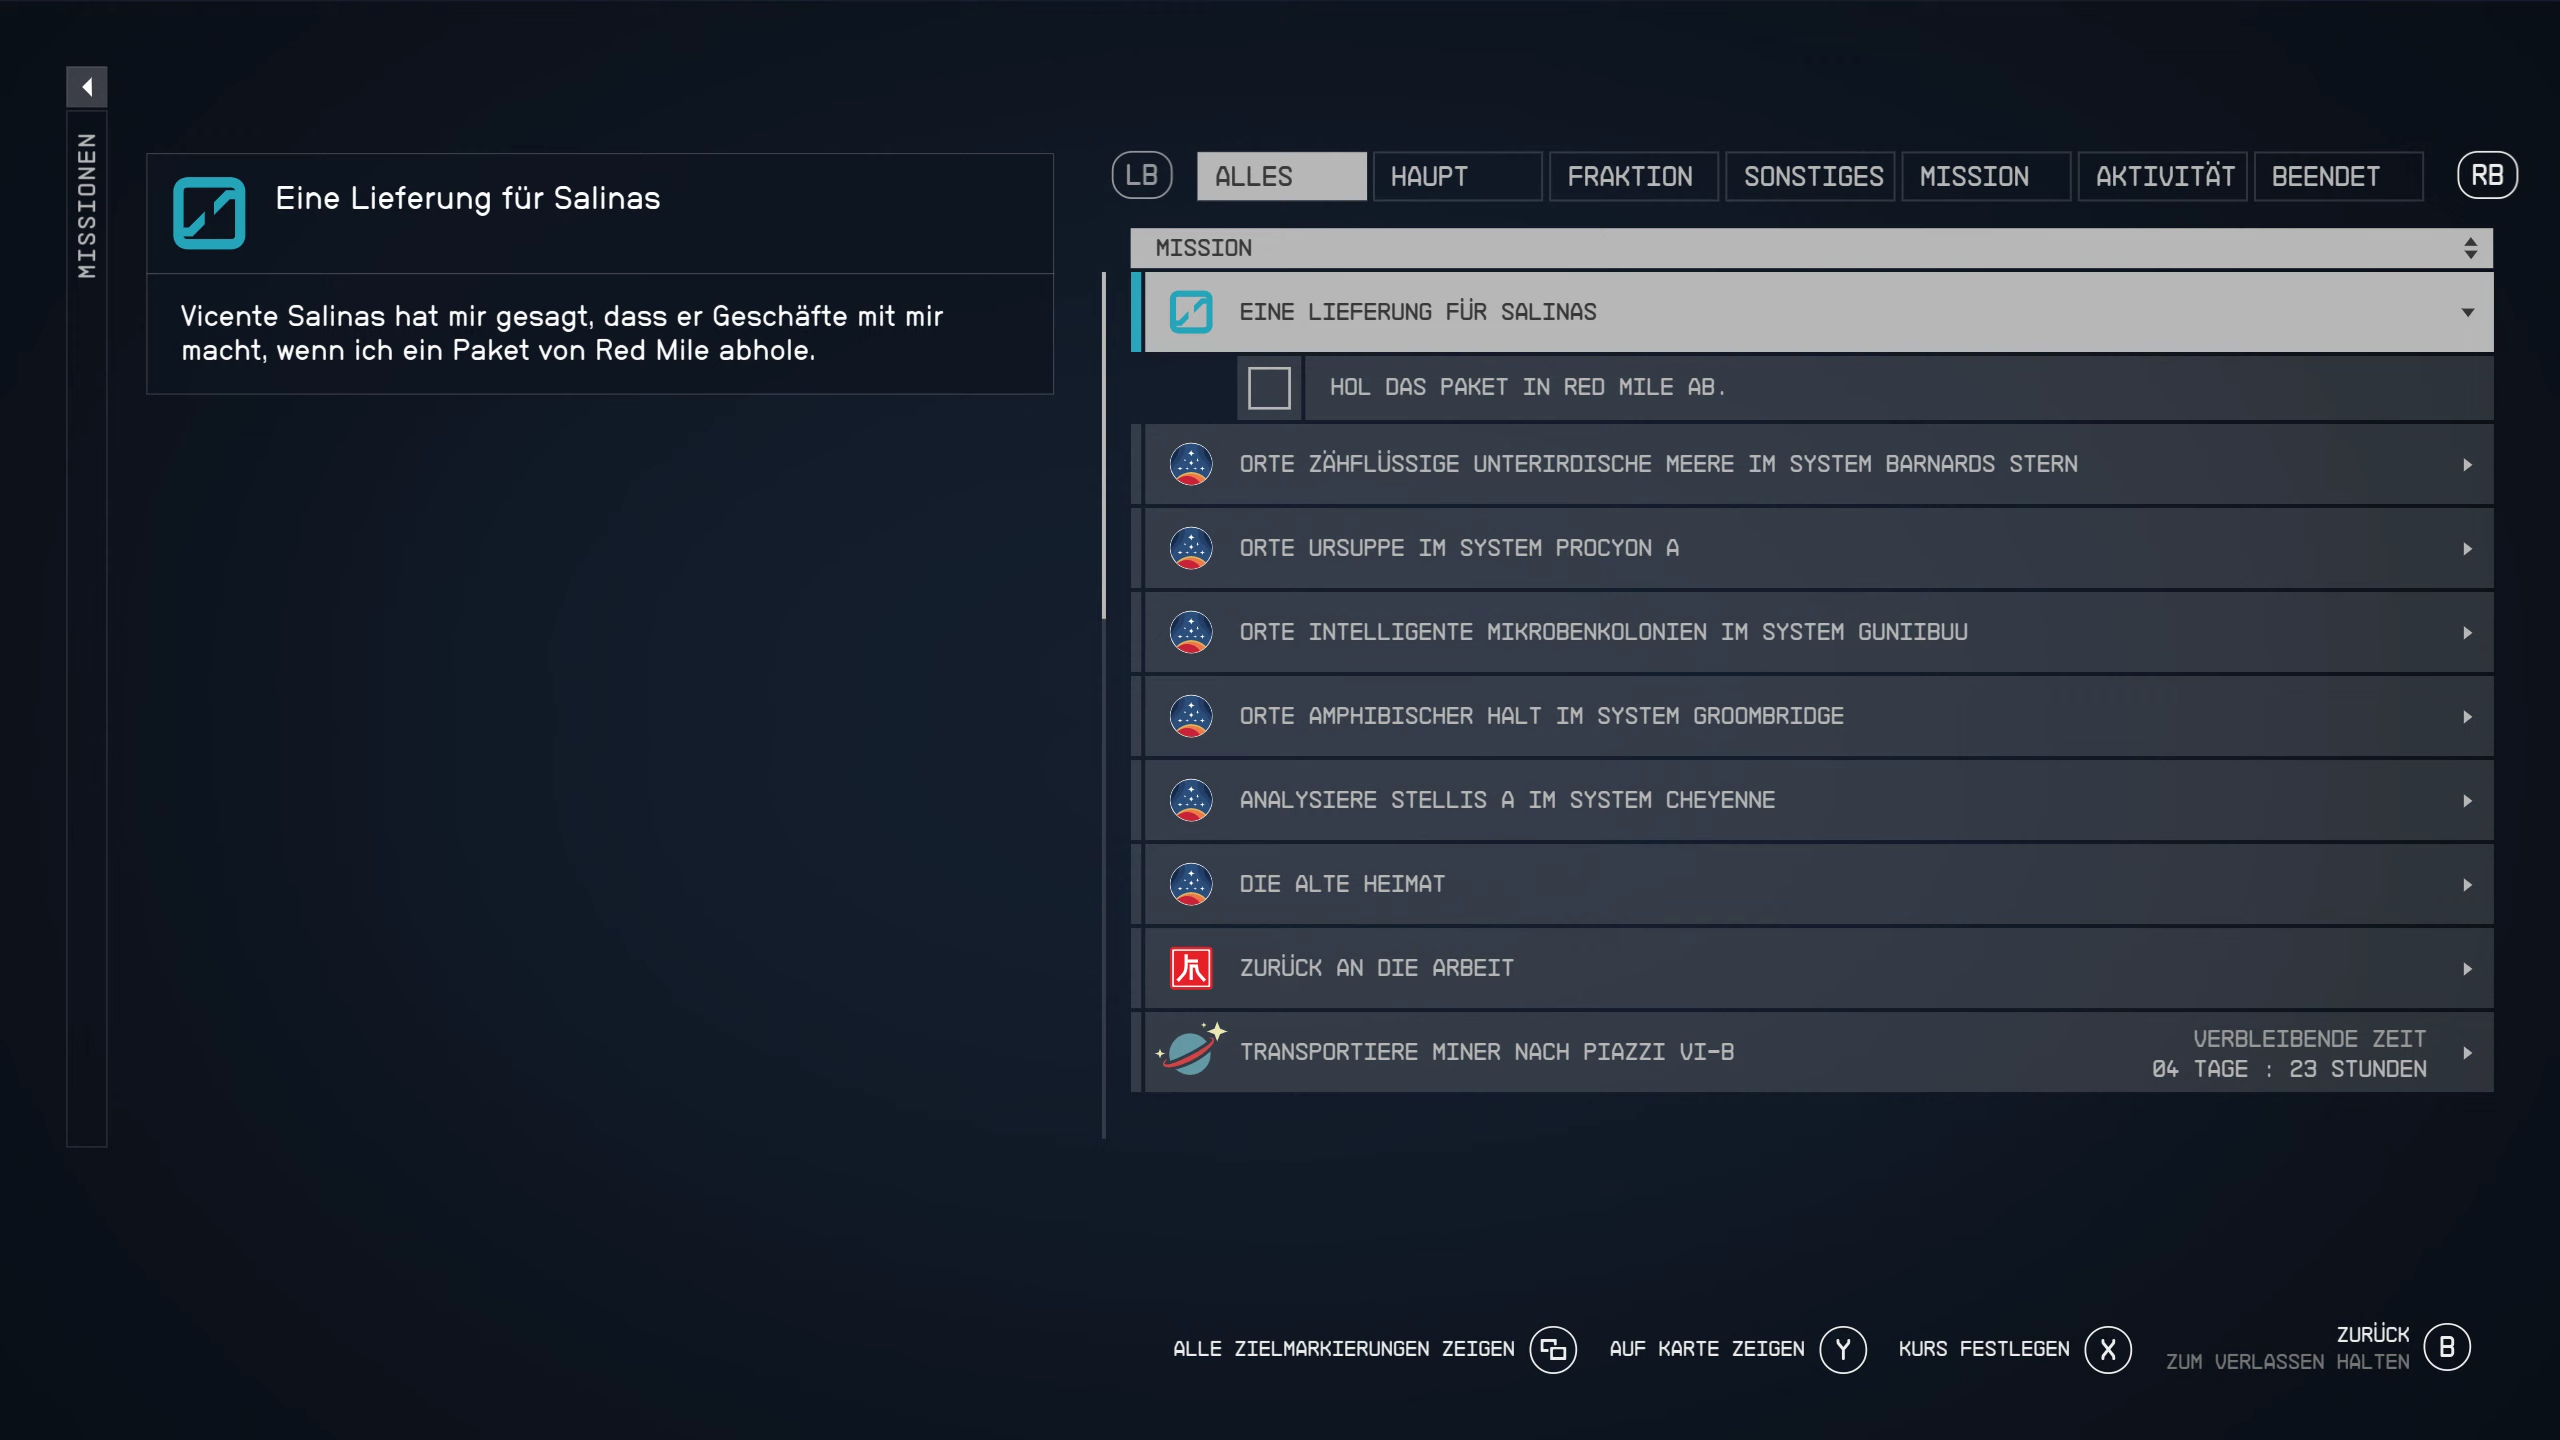 MISSIONEN
Eine Lieferung für Salinas
Vicente Salinas hat mir gesagt, dass er Geschäfte mit mir
macht, wenn ich ein Paket von Red Mile abhole.
LB ALLES HAUPT FRAKTION SONSTIGES MISSION AKTIVITÄT BEENDET RB
MISSION
EINE LIEFERUNG FÜR SALINAS
HOL DAS PAKET IN RED MILE AB.
ORTE ZÄHFLÜSSIGE UNTERIRDISCHE MEERE IM SYSTEM BARNARDS STERN
ORTE URSUPPE IM SYSTEM PROCYON A
ORTE INTELLIGENTE MIKROBENKOLONIEN IM SYSTEM GUNIIBUU
ORTE AMPHIBISCHER HALT IM SYSTEM GROOMBRIDGE
ANALYSIERE STELLIS A IM SYSTEM CHEYENNE
DIE ALTE HEIMAT
ZURÜCK AN DIE ARBEIT
TRANSPORTIERE MINER NACH PIAZZI VI-B
VERBLEIBENDE ZEIT
04 TAGE : 23 STUNDEN
ALLE ZIELMARKIERUNGEN ZEIGEN AUF KARTE ZEIGEN Y KURS FESTLEGEN X ZURÜCK B
ZUM VERLASSEN HALTEN